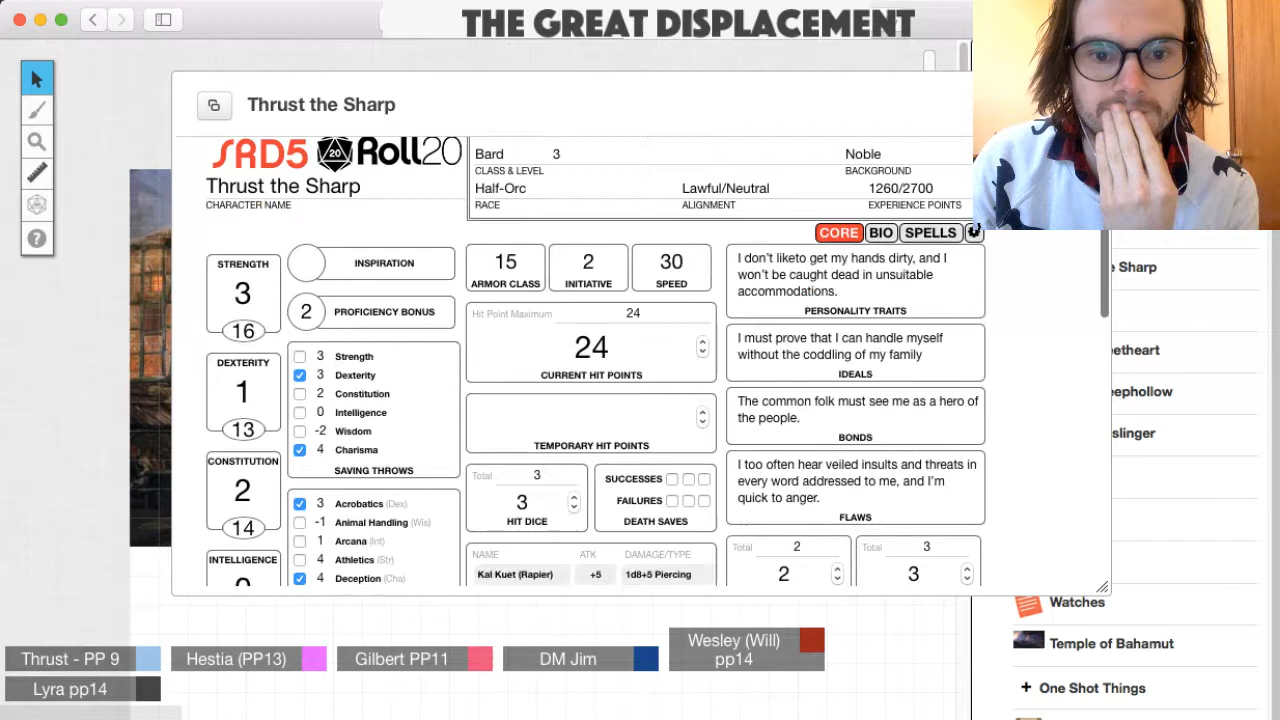 THE GREAT DISPLACEMENT
Thrust the Sharp
SRD5 20 Roll20
Thrust the Sharp
CHARACTER NAME
Bard 3
CLASS & LEVEL
Noble
BACKGROUND
Half-Orc
RACE
Lawful/Neutral
ALIGNMENT
1260/2700
EXPERIENCE POINTS
CORE BIO SPELLS
STRENGTH
3
16
DEXTERITY
1
13
CONSTITUTION
2
14
INTELLIGENCE
INSPIRATION
2 PROFICIENCY BONUS
3 Strength
3 Dexterity
2 Constitution
0 Intelligence
-2 Wisdom
4 Charisma
SAVING THROWS
3 Acrobatics (Dex)
-1 Animal Handling (Wis)
1 Arcana (Int)
4 Athletics (Str)
4 Deception (Cha)
15
ARMOR CLASS
2
INITIATIVE
30
SPEED
Hit Point Maximum 24
24
CURRENT HIT POINTS
TEMPORARY HIT POINTS
Total 3
3
HIT DICE
SUCCESSES
FAILURES
DEATH SAVES
NAME ATK DAMAGE/TYPE
Kal Kuet (Rapier) +5 1d8+5 Piercing
I don't liketo get my hands dirty, and I
won't be caught dead in unsuitable
accommodations.
PERSONALITY TRAITS
I must prove that I can handle myself
without the coddling of my family
IDEALS
The common folk must see me as a hero of
the people.
BONDS
I too often hear veiled insults and threats in
every word addressed to me, and I'm
quick to anger.
FLAWS
Total 2
2
Total 3
3
e Sharp
eetheart
eephollow
slinger
Watches
Temple of Bahamut
+ One Shot Things
Thrust - PP 9
Hestia (PP13)
Gilbert PP11
DM Jim
Wesley (Will)
pp14
Lyra pp14